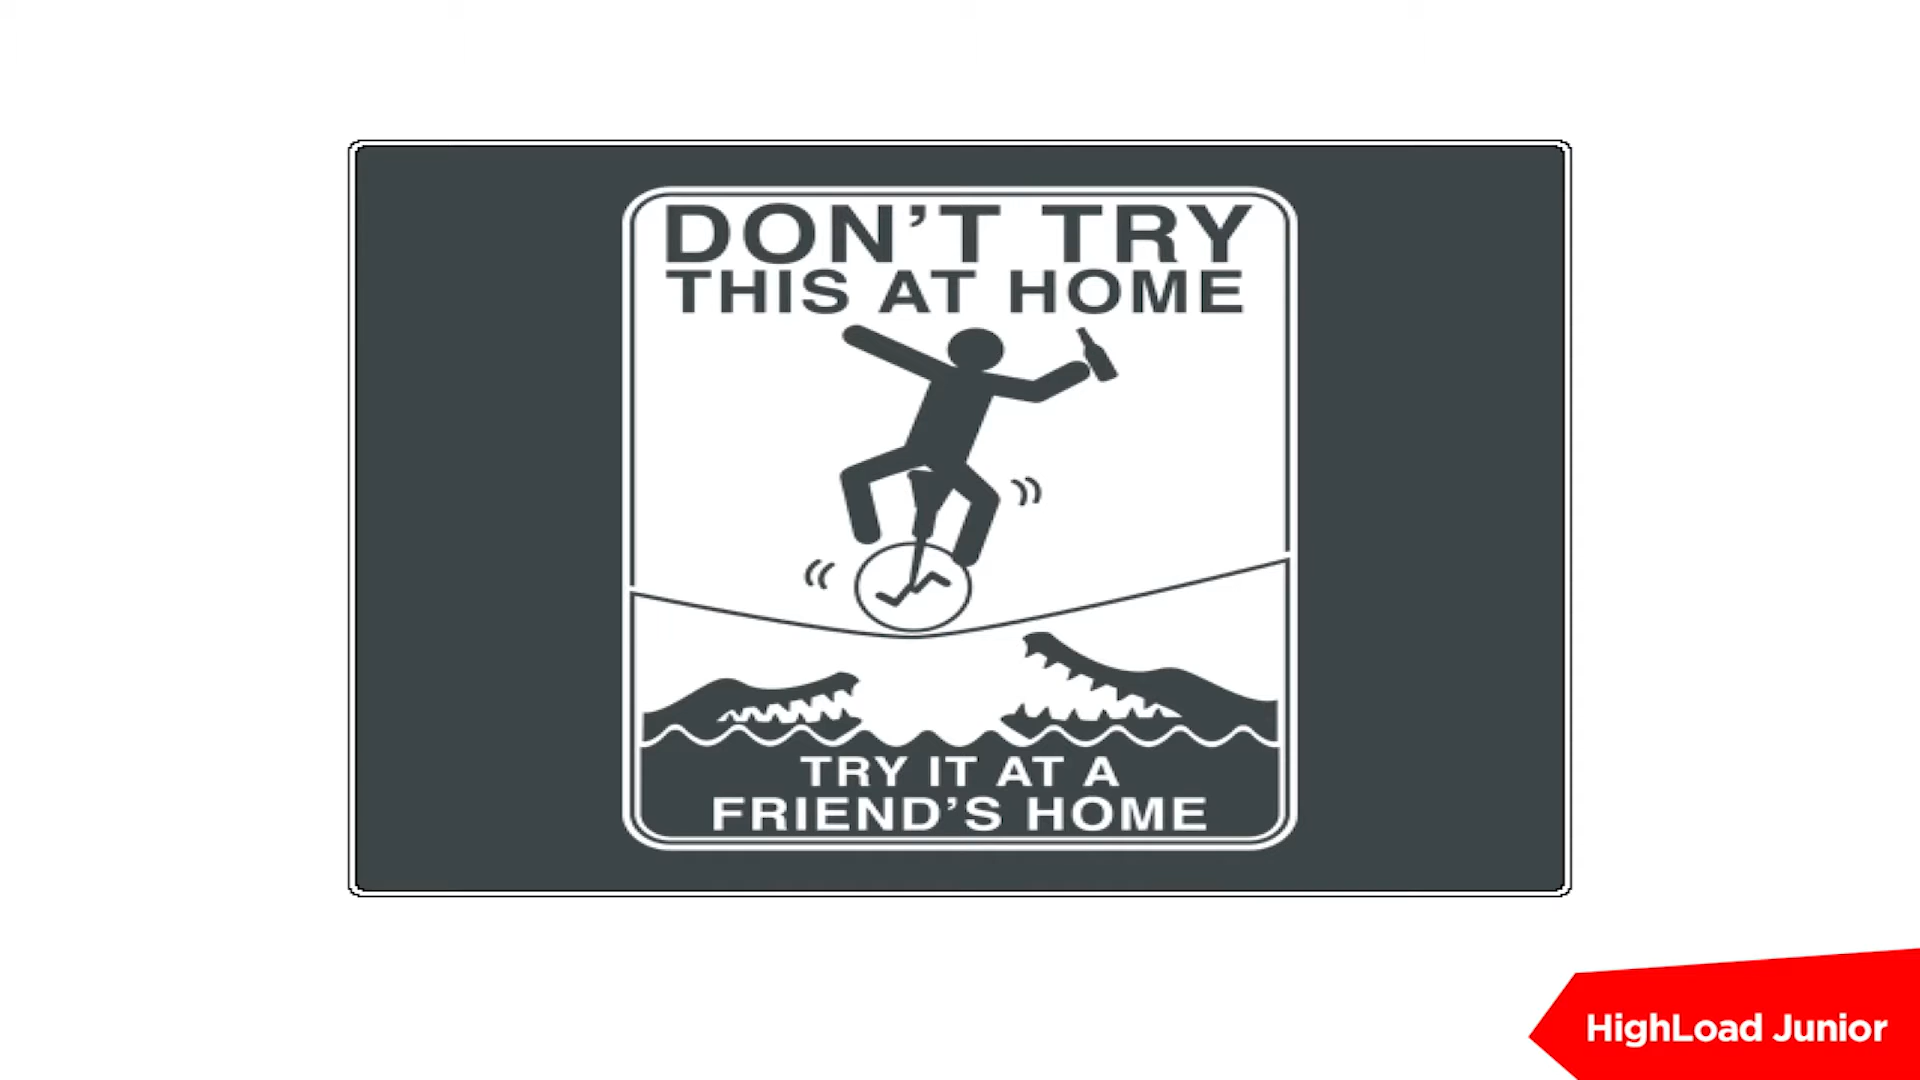 DON'T TRY
THIS AT HOME
TRY IT AT A
FRIEND'S HOME
HighLoad Junior